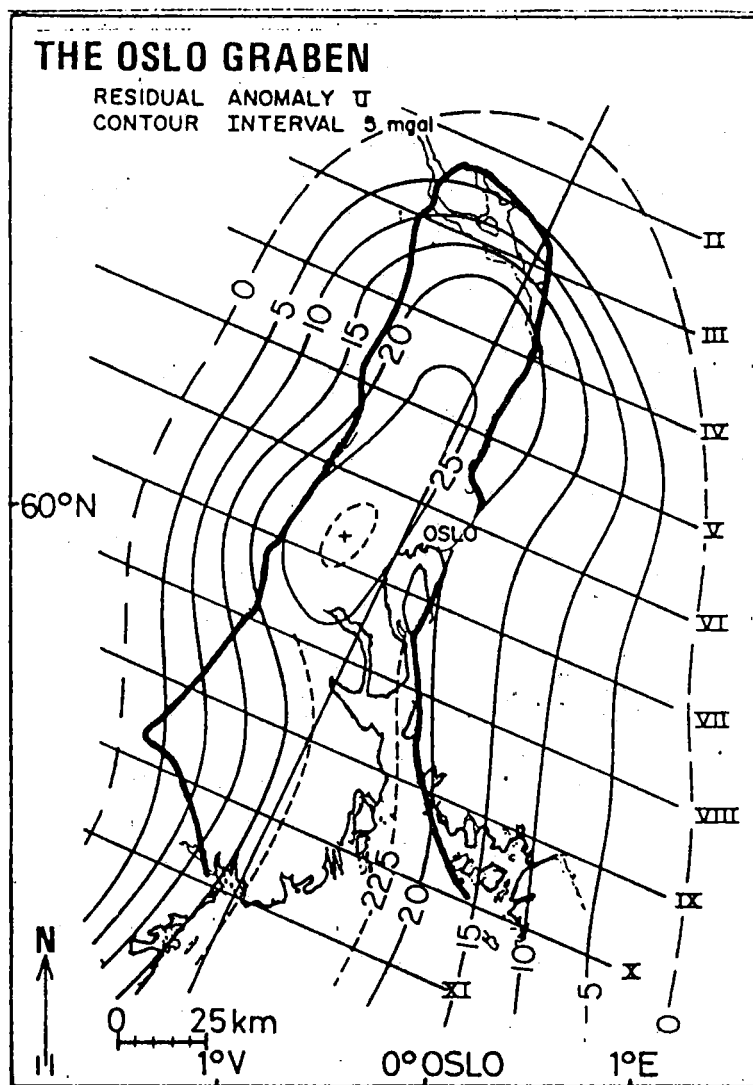 THE OSLO GRABEN
RESIDUAL ANOMALY II
CONTOUR INTERVAL 5 mgal
II
III
0
5
10
15
20
IV
25
60°N
V
OSLO
VI
VII
VIII
22.5
20
15
10
5
0
IX
X
XI
N
0 25km
1°V 0°OSLO 1°E